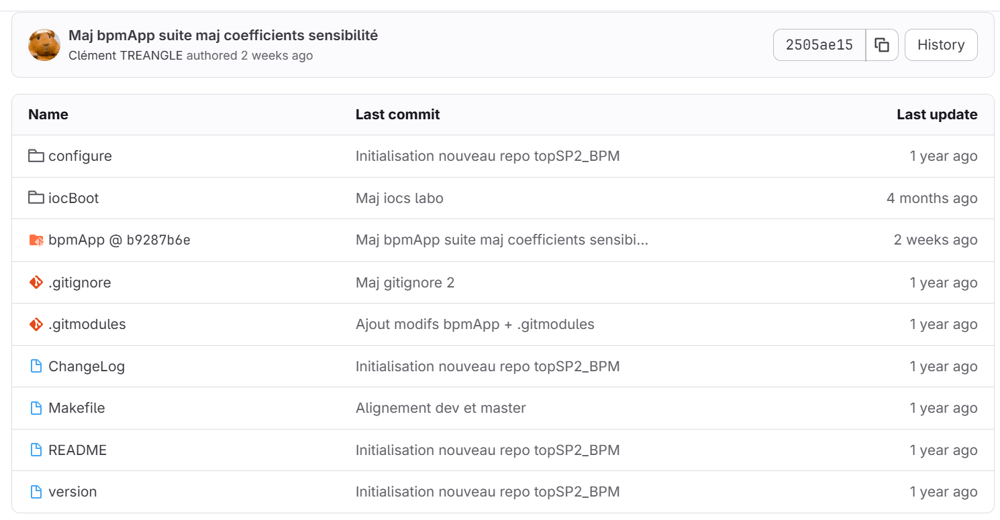 Maj bpmApp suite maj coefficients sensibilité
Clément TREANGLE authored 2 weeks ago
2505ae15 History
Name Last commit Last update
configure Initialisation nouveau repo topSP2_BPM 1 year ago
iocBoot Maj iocs labo 4 months ago
bpmApp @ b9287b6e Maj bpmApp suite maj coefficients sensibi... 2 weeks ago
.gitignore Maj gitignore 2 1 year ago
.gitmodules Ajout modifs bpmApp + .gitmodules 1 year ago
ChangeLog Initialisation nouveau repo topSP2_BPM 1 year ago
Makefile Alignement dev et master 1 year ago
README Initialisation nouveau repo topSP2_BPM 1 year ago
version Initialisation nouveau repo topSP2_BPM 1 year ago